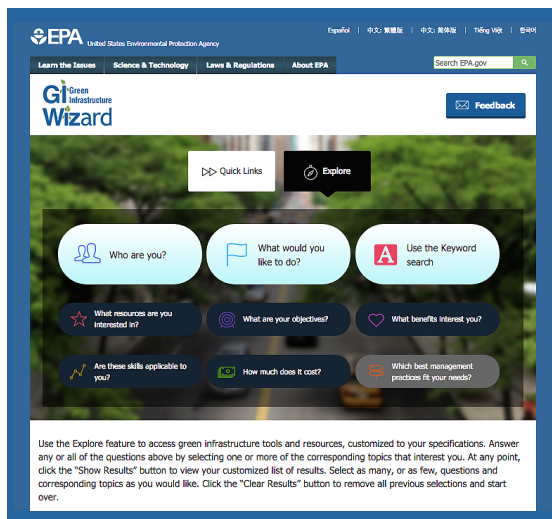 Español | 中文: 繁體版 | 中文: 简体版 | Tiếng Việt | 한국어
EPA United States Environmental Protection Agency
Learn the Issues Science & Technology Laws & Regulations About EPA Search EPA.gov
Gi Green
Infrastructure
Wizard
Feedback
Quick Links Explore
Who are you?
What would you
like to do?
A Use the Keyword
search
What resources are you
interested in?
What are your objectives?
What benefits interest you?
Are these skills applicable to
you?
How much does it cost?
Which best management
practices fit your needs?
Use the Explore feature to access green infrastructure tools and resources, customized to your specifications. Answer
any or all of the questions above by selecting one or more of the corresponding topics that interest you. At any point,
click the "Show Results" button to view your customized list of results. Select as many, or as few, questions and
corresponding topics as you would like. Click the "Clear Results" button to remove all previous selections and start
over.